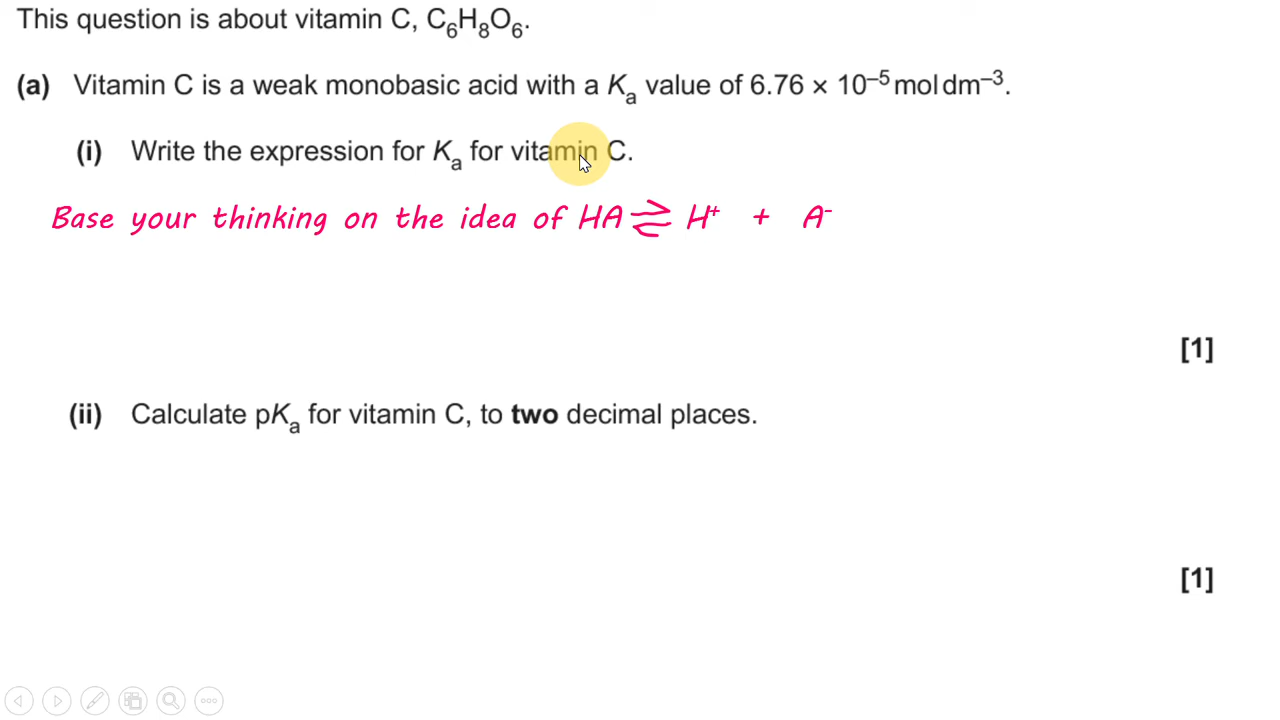 This question is about vitamin C, C₆H₈O₆.
(a) Vitamin C is a weak monobasic acid with a Kₐ value of 6.76 × 10⁻⁵ mol dm⁻³.
(i) Write the expression for Kₐ for vitamin C.
Base your thinking on the idea of HA ⇌ H⁺ + A⁻
[1]
(ii) Calculate pKₐ for vitamin C, to two decimal places.
[1]